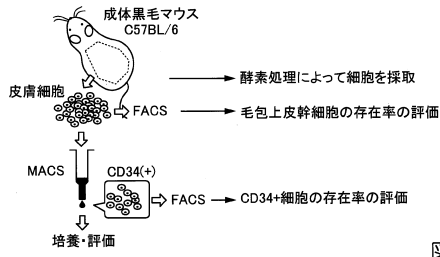 成体黒毛マウス
C57BL/6
酵素処理によって細胞を採取
皮膚細胞
FACS
毛包上皮幹細胞の存在率の評価
MACS
CD34(+)
FACS
CD34+細胞の存在率の評価
培養・評価